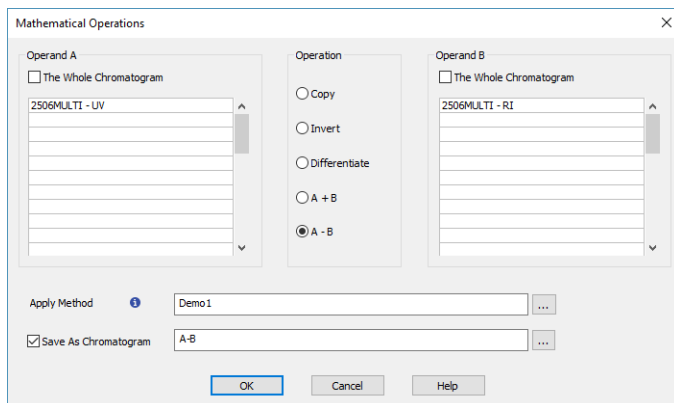 Mathematical Operations
Operand A
The Whole Chromatogram
2506MULTI - UV
Operation
Copy
Invert
Differentiate
A + B
A - B
Operand B
The Whole Chromatogram
2506MULTI - RI
Apply Method
Demo1
...
Save As Chromatogram
A-B
...
OK
Cancel
Help